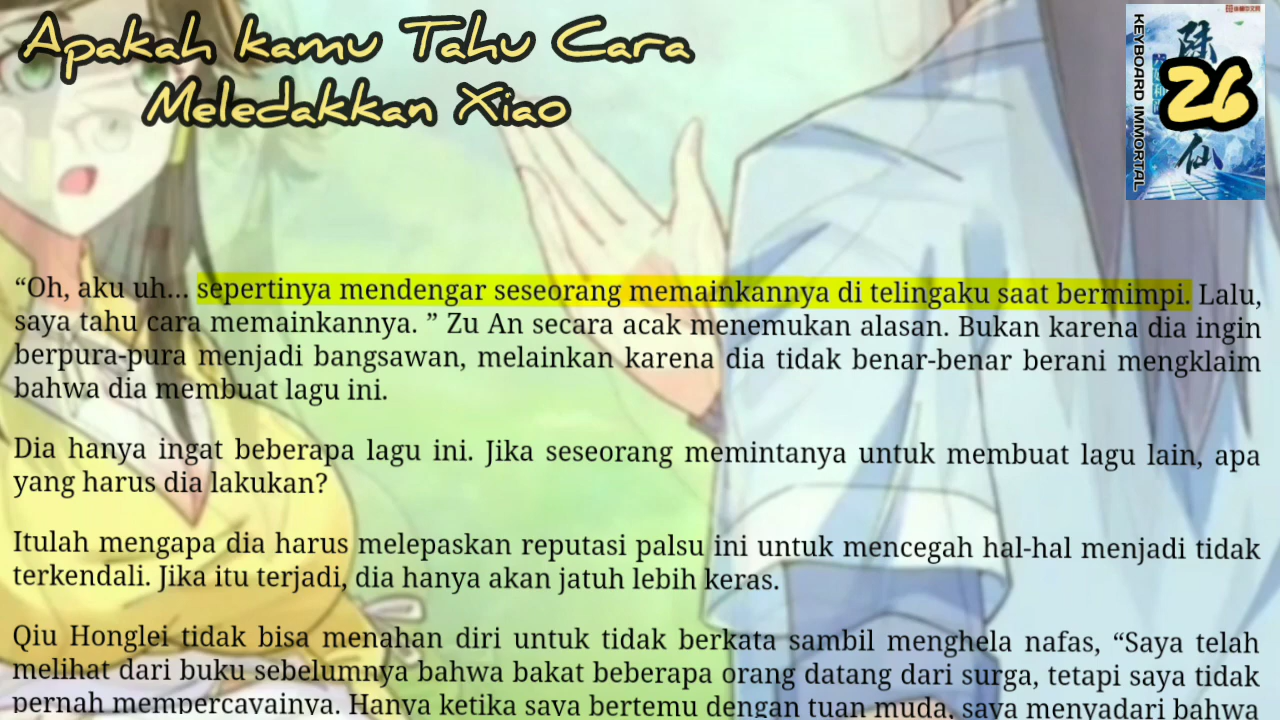 Apakah kamu Tahu Cara
Meledakkan Xiao
陆
仙
KEYBOARD IMMORTAL
26
“Oh, aku uh... sepertinya mendengar seseorang memainkannya di telingaku saat bermimpi. Lalu,
saya tahu cara memainkannya. ” Zu An secara acak menemukan alasan. Bukan karena dia ingin
berpura-pura menjadi bangsawan, melainkan karena dia tidak benar-benar berani mengklaim
bahwa dia membuat lagu ini.
Dia hanya ingat beberapa lagu ini. Jika seseorang memintanya untuk membuat lagu lain, apa
yang harus dia lakukan?
Itulah mengapa dia harus melepaskan reputasi palsu ini untuk mencegah hal-hal menjadi tidak
terkendali. Jika itu terjadi, dia hanya akan jatuh lebih keras.
Qiu Honglei tidak bisa menahan diri untuk tidak berkata sambil menghela nafas, “Saya telah
melihat dari buku sebelumnya bahwa bakat beberapa orang datang dari surga, tetapi saya tidak
pernah mempercayainya. Hanya ketika saya bertemu dengan tuan muda, saya menyadari bahwa